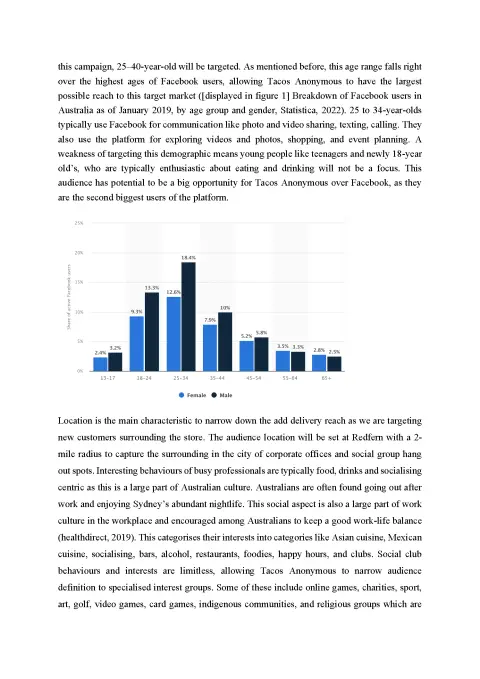 this campaign, 25–40-year-old will be targeted. As mentioned before, this age range falls right
over the highest ages of Facebook users, allowing Tacos Anonymous to have the largest
possible reach to this target market ([displayed in figure 1] Breakdown of Facebook users in
Australia as of January 2019, by age group and gender, Statistica, 2022). 25 to 34-year-olds
typically use Facebook for communication like photo and video sharing, texting, calling. They
also use the platform for exploring videos and photos, shopping, and event planning. A
weakness of targeting this demographic means young people like teenagers and newly 18-year
old's, who are typically enthusiastic about eating and drinking will not be a focus. This
audience has potential to be a big opportunity for Tacos Anonymous over Facebook, as they
are the second biggest users of the platform.
Share of active Facebook users
25%
20%
15%
10%
5%
0%
2.4% 3.2%
9.3% 13.3%
12.6% 18.4%
7.9% 10%
5.2% 5.8%
3.5% 3.3%
2.8% 2.5%
13-17 18-24 25-34 35-44 45-54 55-64 65+
Female Male
Location is the main characteristic to narrow down the add delivery reach as we are targeting
new customers surrounding the store. The audience location will be set at Redfern with a 2-
mile radius to capture the surrounding in the city of corporate offices and social group hang
out spots. Interesting behaviours of busy professionals are typically food, drinks and socialising
centric as this is a large part of Australian culture. Australians are often found going out after
work and enjoying Sydney's abundant nightlife. This social aspect is also a large part of work
culture in the workplace and encouraged among Australians to keep a good work-life balance
(healthdirect, 2019). This categorises their interests into categories like Asian cuisine, Mexican
cuisine, socialising, bars, alcohol, restaurants, foodies, happy hours, and clubs. Social club
behaviours and interests are limitless, allowing Tacos Anonymous to narrow audience
definition to specialised interest groups. Some of these include online games, charities, sport,
art, golf, video games, card games, indigenous communities, and religious groups which are